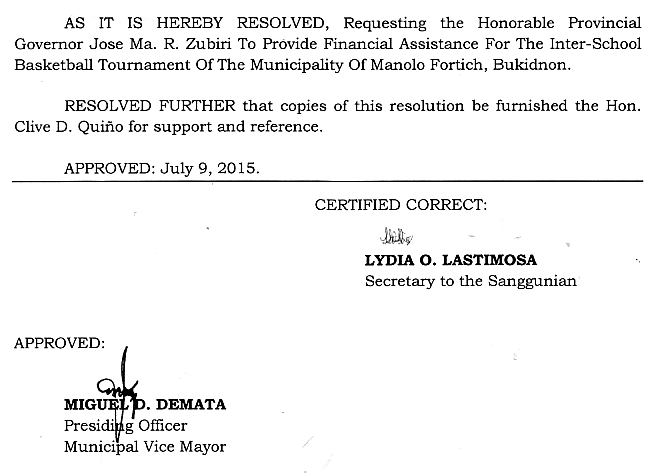 AS IT IS HEREBY RESOLVED, Requesting the Honorable Provincial
Governor Jose Ma. R. Zubiri To Provide Financial Assistance For The Inter-School
Basketball Tournament Of The Municipality Of Manolo Fortich, Bukidnon.
RESOLVED FURTHER that copies of this resolution be furnished the Hon.
Clive D. Quiño for support and reference.
APPROVED: July 9, 2015.
CERTIFIED CORRECT:
LYDIA O. LASTIMOSA
Secretary to the Sanggunian
APPROVED:
MIGUEL D. DEMATA
Presiding Officer
Municipal Vice Mayor